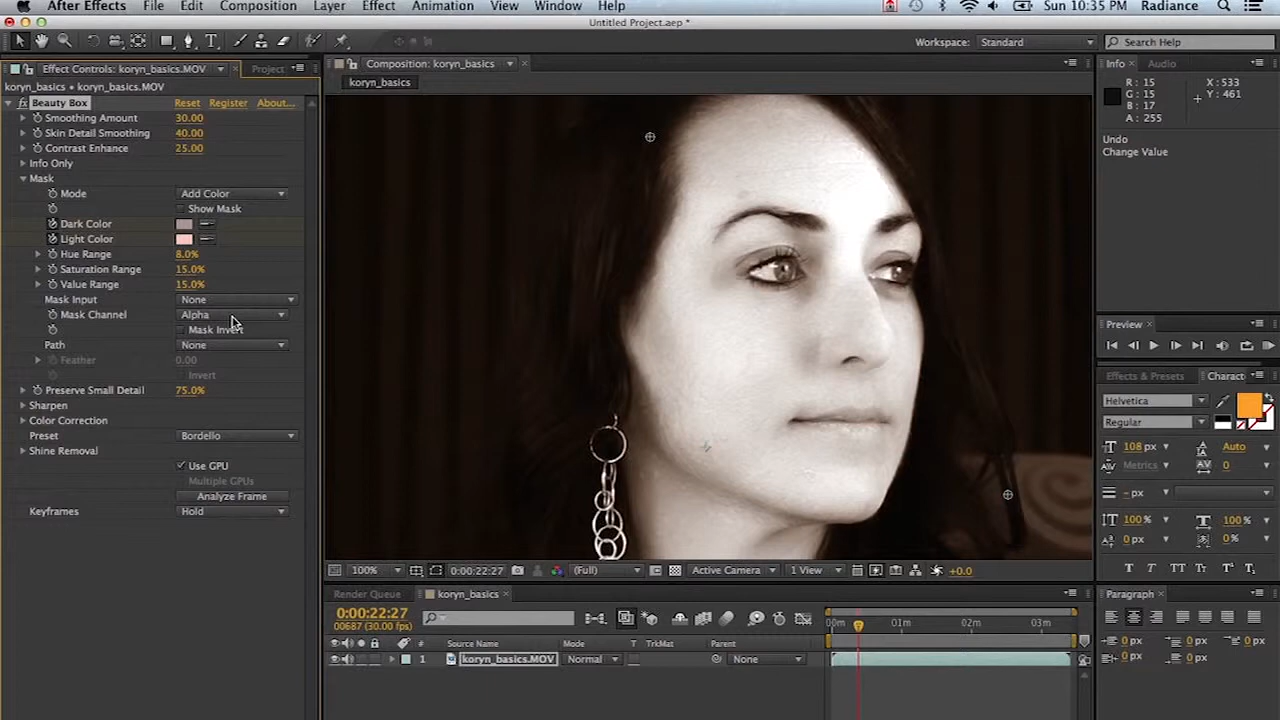 After Effects File Edit Composition Layer Effect Animation View Window Help Sun 10:35 PM Radiance
Untitled Project.aep *
Workspace: Standard Search Help
Effect Controls: koryn_basics.MOV Project
koryn_basics • koryn_basics.MOV
Beauty Box Reset Register About...
Smoothing Amount 30.00
Skin Detail Smoothing 40.00
Contrast Enhance 25.00
Info Only
Mask
Mode Add Color
Show Mask
Dark Color
Light Color
Hue Range 8.0%
Saturation Range 15.0%
Value Range 15.0%
Mask Input None
Mask Channel Alpha
Mask Invert
Path None
Feather 0.00
Invert
Preserve Small Detail 75.0%
Sharpen
Color Correction
Preset Bordello
Shine Removal
Use GPU
Multiple GPUs
Analyze Frame
Keyframes Hold
Composition: koryn_basics
koryn_basics
100% 0:00:22:27 (Full) Active Camera 1 View +0.0
Info Audio
R: 15 X: 533
G: 15 Y: 461
B: 17
A: 255
Undo
Change Value
Preview
Effects & Presets Charact
Helvetica
Regular
108 px Auto
Metrics 0
- px
100% 100%
0 px 0 %
T T TT Tr T¹ T₁
Paragraph
0 px 0 px 0 px
0 px 0 px
Render Queue koryn_basics
0:00:22:27
00687 (30.00 fps)
00m 01m 02m 03m
# Source Name Mode T TrkMat Parent
1 koryn_basics.MOV Normal None